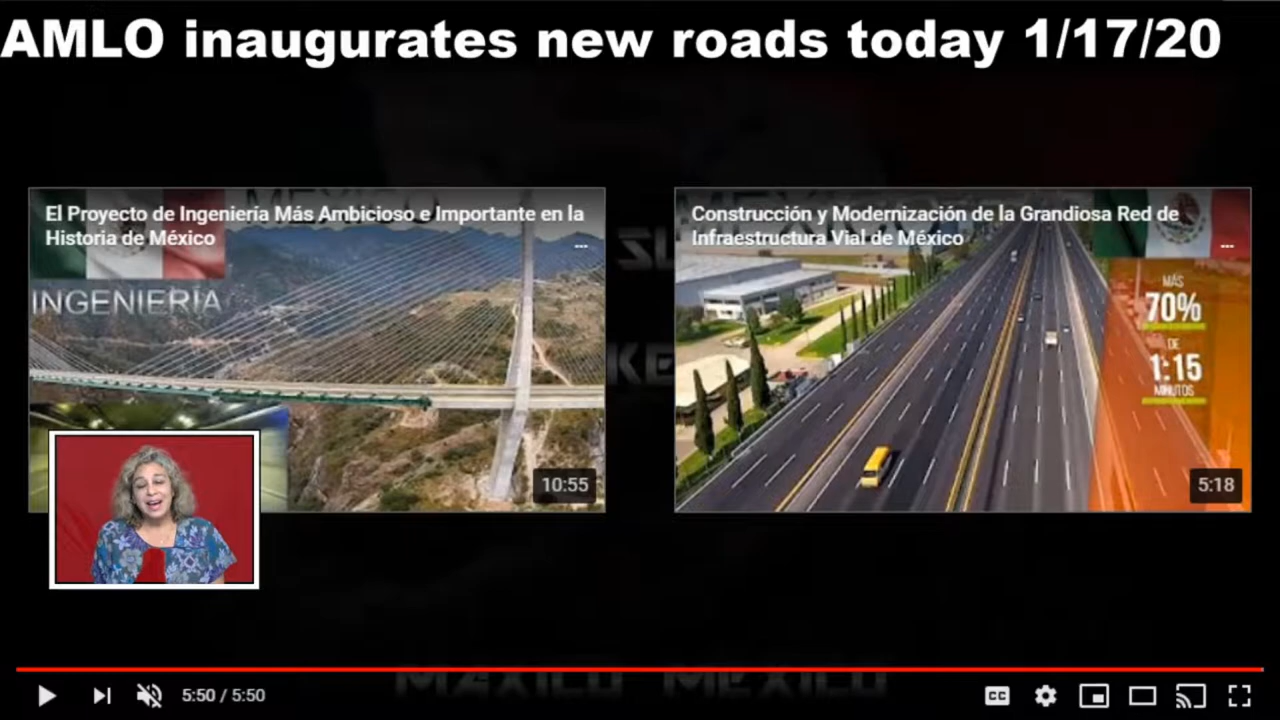 AMLO inaugurates new roads today 1/17/20
El Proyecto de Ingeniería Más Ambicioso e Importante en la
Historia de México
INGENIERÍA
10:55
Construcción y Modernización de la Grandiosa Red de
Infraestructura Vial de México
MÁS
70%
DE
1:15
MINUTOS
5:18
5:50 / 5:50
CC